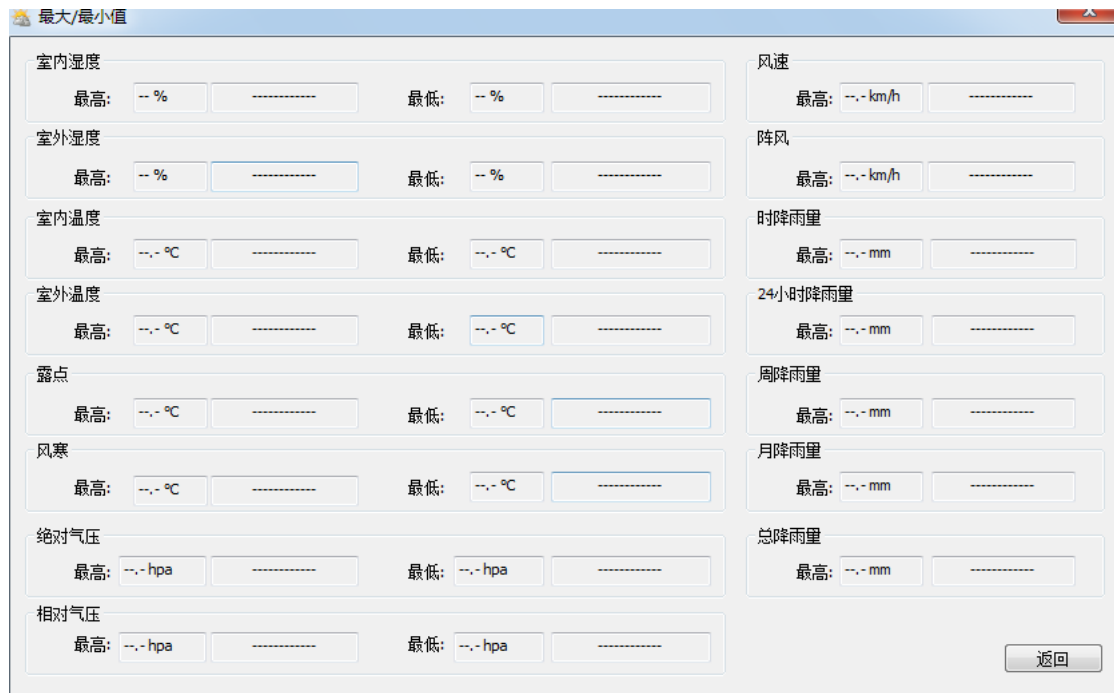 最大/最小值
室内湿度
最高: -- % ------------ 最低: -- % ------------
室外湿度
最高: -- % ------------ 最低: -- % ------------
室内温度
最高: --.- ℃ ------------ 最低: --.- ℃ ------------
室外温度
最高: --.- ℃ ------------ 最低: --.- ℃ ------------
露点
最高: --.- ℃ ------------ 最低: --.- ℃ ------------
风寒
最高: --.- ℃ ------------ 最低: --.- ℃ ------------
绝对气压
最高: --.- hpa ------------ 最低: --.- hpa ------------
相对气压
最高: --.- hpa ------------ 最低: --.- hpa ------------
风速
最高: --.- km/h ------------
阵风
最高: --.- km/h ------------
时降雨量
最高: --.- mm ------------
24小时降雨量
最高: --.- mm ------------
周降雨量
最高: --.- mm ------------
月降雨量
最高: --.- mm ------------
总降雨量
最高: --.- mm ------------
返回